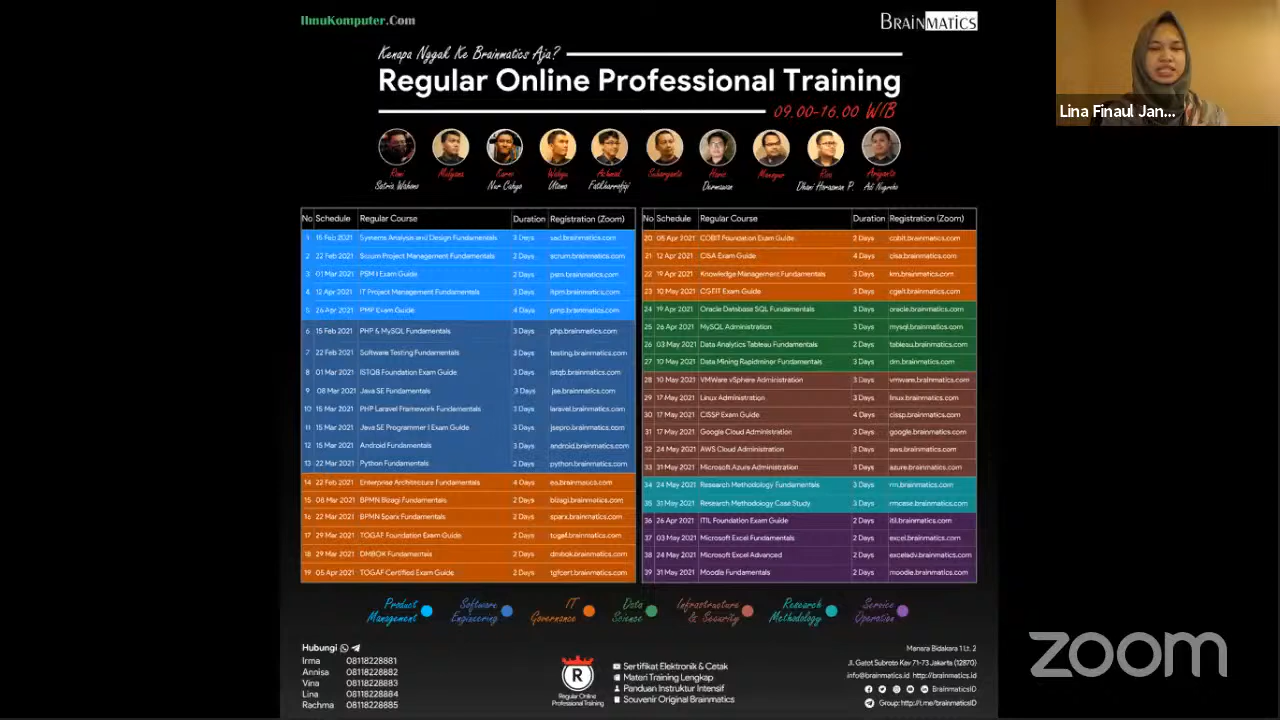 IlmuKomputer.Com
BRAINMATICS
Kenapa Nggak Ke Brainmatics Aja?
Regular Online Professional Training
09.00-16.00 WIB
Lina Finaul Jan...
Romi Satria Wahono
Mulyana
Karno Nur Cahyo
Wahyu Utomo
Achmad Fatkharrofiqi
Suharyanto
Haris Durmawan
Mansyur
Rico Dhani Horasman P.
Ariyanto Adi Nugroho
No Schedule Regular Course Duration Registration (Zoom)
1 15 Feb 2021 Systems Analysis and Design Fundamentals 3 Days sad.brainmatics.com
2 22 Feb 2021 Scrum Project Management Fundamentals 3 Days scrum.brainmatics.com
3 01 Mar 2021 PSM I Exam Guide 2 Days psm.brainmatics.com
4 12 Apr 2021 IT Project Management Fundamentals 3 Days itpm.brainmatics.com
5 26 Apr 2021 PMP Exam Guide 4 Days pmp.brainmatics.com
6 15 Feb 2021 PHP & MySQL Fundamentals 3 Days php.brainmatics.com
7 22 Feb 2021 Software Testing Fundamentals 3 Days testing.brainmatics.com
8 01 Mar 2021 ISTQB Foundation Exam Guide 3 Days istqb.brainmatics.com
9 08 Mar 2021 Java SE Fundamentals 3 Days jse.brainmatics.com
10 15 Mar 2021 PHP Laravel Framework Fundamentals 3 Days laravel.brainmatics.com
11 15 Mar 2021 Java SE Programmer I Exam Guide 3 Days jsepro.brainmatics.com
12 15 Mar 2021 Android Fundamentals 3 Days android.brainmatics.com
13 22 Mar 2021 Python Fundamentals 2 Days python.brainmatics.com
14 22 Feb 2021 Enterprise Architecture Fundamentals 4 Days ea.brainmatics.com
15 08 Mar 2021 BPMN Bizagi Fundamentals 2 Days bizagi.brainmatics.com
16 22 Mar 2021 BPMN Sparx Fundamentals 2 Days sparx.brainmatics.com
17 29 Mar 2021 TOGAF Foundation Exam Guide 2 Days togaf.brainmatics.com
18 29 Mar 2021 DMBOK Fundamentals 2 Days dmbok.brainmatics.com
19 05 Apr 2021 TOGAF Certified Exam Guide 2 Days tgfcert.brainmatics.com
No Schedule Regular Course Duration Registration (Zoom)
20 05 Apr 2021 COBIT Foundation Exam Guide 2 Days cobit.brainmatics.com
21 12 Apr 2021 CISA Exam Guide 4 Days cisa.brainmatics.com
22 19 Apr 2021 Knowledge Management Fundamentals 3 Days km.brainmatics.com
23 10 May 2021 CGEIT Exam Guide 3 Days cgeit.brainmatics.com
24 19 Apr 2021 Oracle Database SQL Fundamentals 3 Days oracle.brainmatics.com
25 26 Apr 2021 MySQL Administration 3 Days mysql.brainmatics.com
26 03 May 2021 Data Analytics Tableau Fundamentals 2 Days tableau.brainmatics.com
27 10 May 2021 Data Mining Rapidminer Fundamentals 3 Days dm.brainmatics.com
28 10 May 2021 VMWare vSphere Administration 3 Days vmware.brainmatics.com
29 17 May 2021 Linux Administration 3 Days linux.brainmatics.com
30 17 May 2021 CISSP Exam Guide 4 Days cissp.brainmatics.com
31 17 May 2021 Google Cloud Administration 3 Days google.brainmatics.com
32 24 May 2021 AWS Cloud Administration 3 Days aws.brainmatics.com
33 31 May 2021 Microsoft Azure Administration 3 Days azure.brainmatics.com
34 24 May 2021 Research Methodology Fundamentals 3 Days rm.brainmatics.com
35 31 May 2021 Research Methodology Case Study 3 Days rmcase.brainmatics.com
36 26 Apr 2021 ITIL Foundation Exam Guide 2 Days itil.brainmatics.com
37 03 May 2021 Microsoft Excel Fundamentals 2 Days excel.brainmatics.com
38 24 May 2021 Microsoft Excel Advanced 2 Days exceladv.brainmatics.com
39 31 May 2021 Moodle Fundamentals 2 Days moodle.brainmatics.com
Product Management
Software Engineering
IT Governance
Data Science
Infrastructure & Security
Research Methodology
Service Operation
Hubungi
Irma 08118228881
Annisa 08118228882
Vina 08118228883
Lina 08118228884
Rachma 08118228885
R
Regular Online
Professional Training
Sertifikat Elektronik & Cetak
Materi Training Lengkap
Panduan Instruktur Intensif
Souvenir Original Brainmatics
Menara Bidakara 1 Lt. 2
Jl. Gatot Subroto Kav 71-73 Jakarta (12870)
info@brainmatics.id http://brainmatics.id
BrainmaticsID
Group: http://t.me/brainmaticsID
zoom